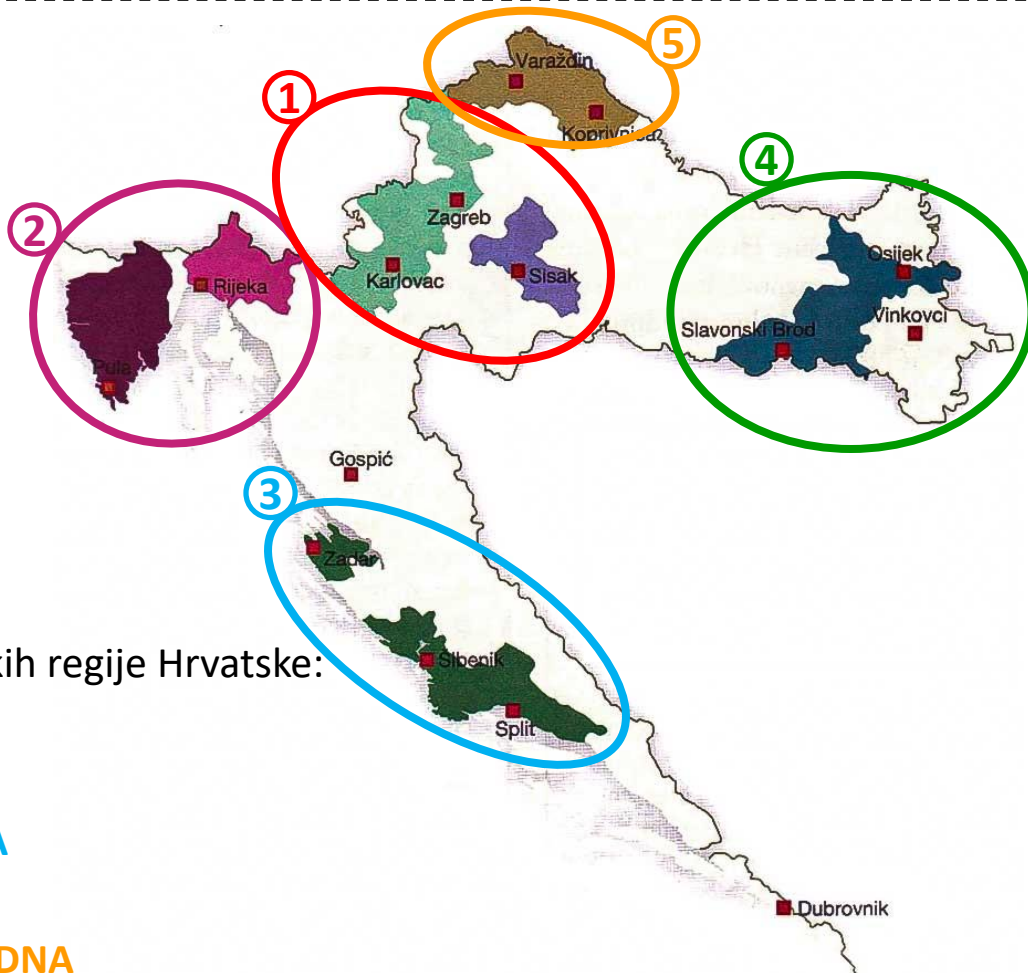 5
Varaždin
1
Koprivnica
4
Zagreb
2
Osijek
Rijeka
Karlovac
Sisak
Vinkovci
Slavonski Brod
Pula
Gospić
3
Zadar
kih regije Hrvatske:
Šibenik
Split
A
Dubrovnik
DNA